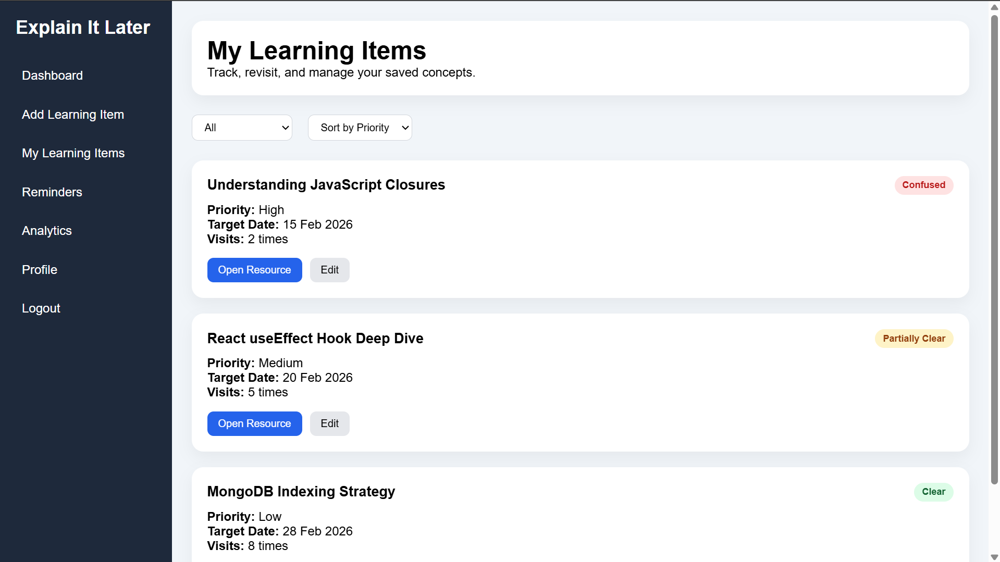 Explain It Later
Dashboard
Add Learning Item
My Learning Items
Reminders
Analytics
Profile
Logout
My Learning Items
Track, revisit, and manage your saved concepts.
All
Sort by Priority
Understanding JavaScript Closures
Confused
Priority: High
Target Date: 15 Feb 2026
Visits: 2 times
Open Resource
Edit
React useEffect Hook Deep Dive
Partially Clear
Priority: Medium
Target Date: 20 Feb 2026
Visits: 5 times
Open Resource
Edit
MongoDB Indexing Strategy
Clear
Priority: Low
Target Date: 28 Feb 2026
Visits: 8 times